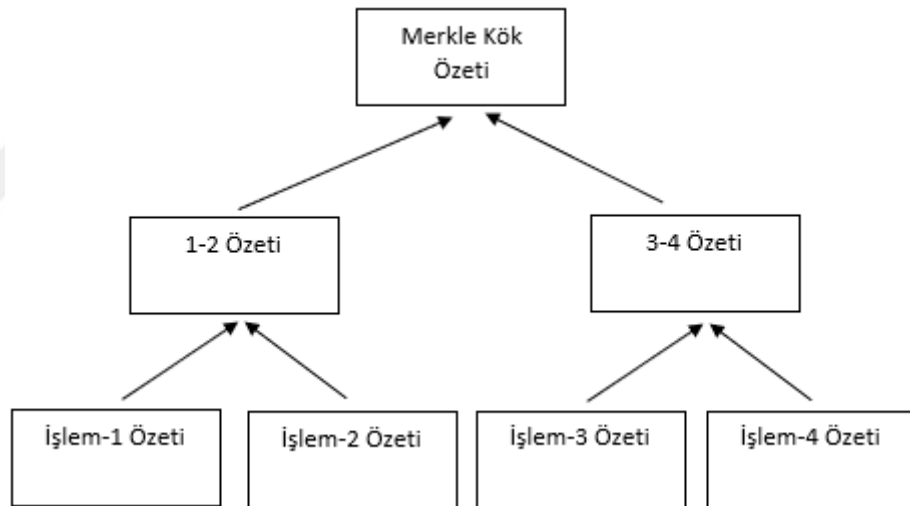 Merkle Kök
Özeti
1-2 Özeti
3-4 Özeti
İşlem-1 Özeti
İşlem-2 Özeti
İşlem-3 Özeti
İşlem-4 Özeti